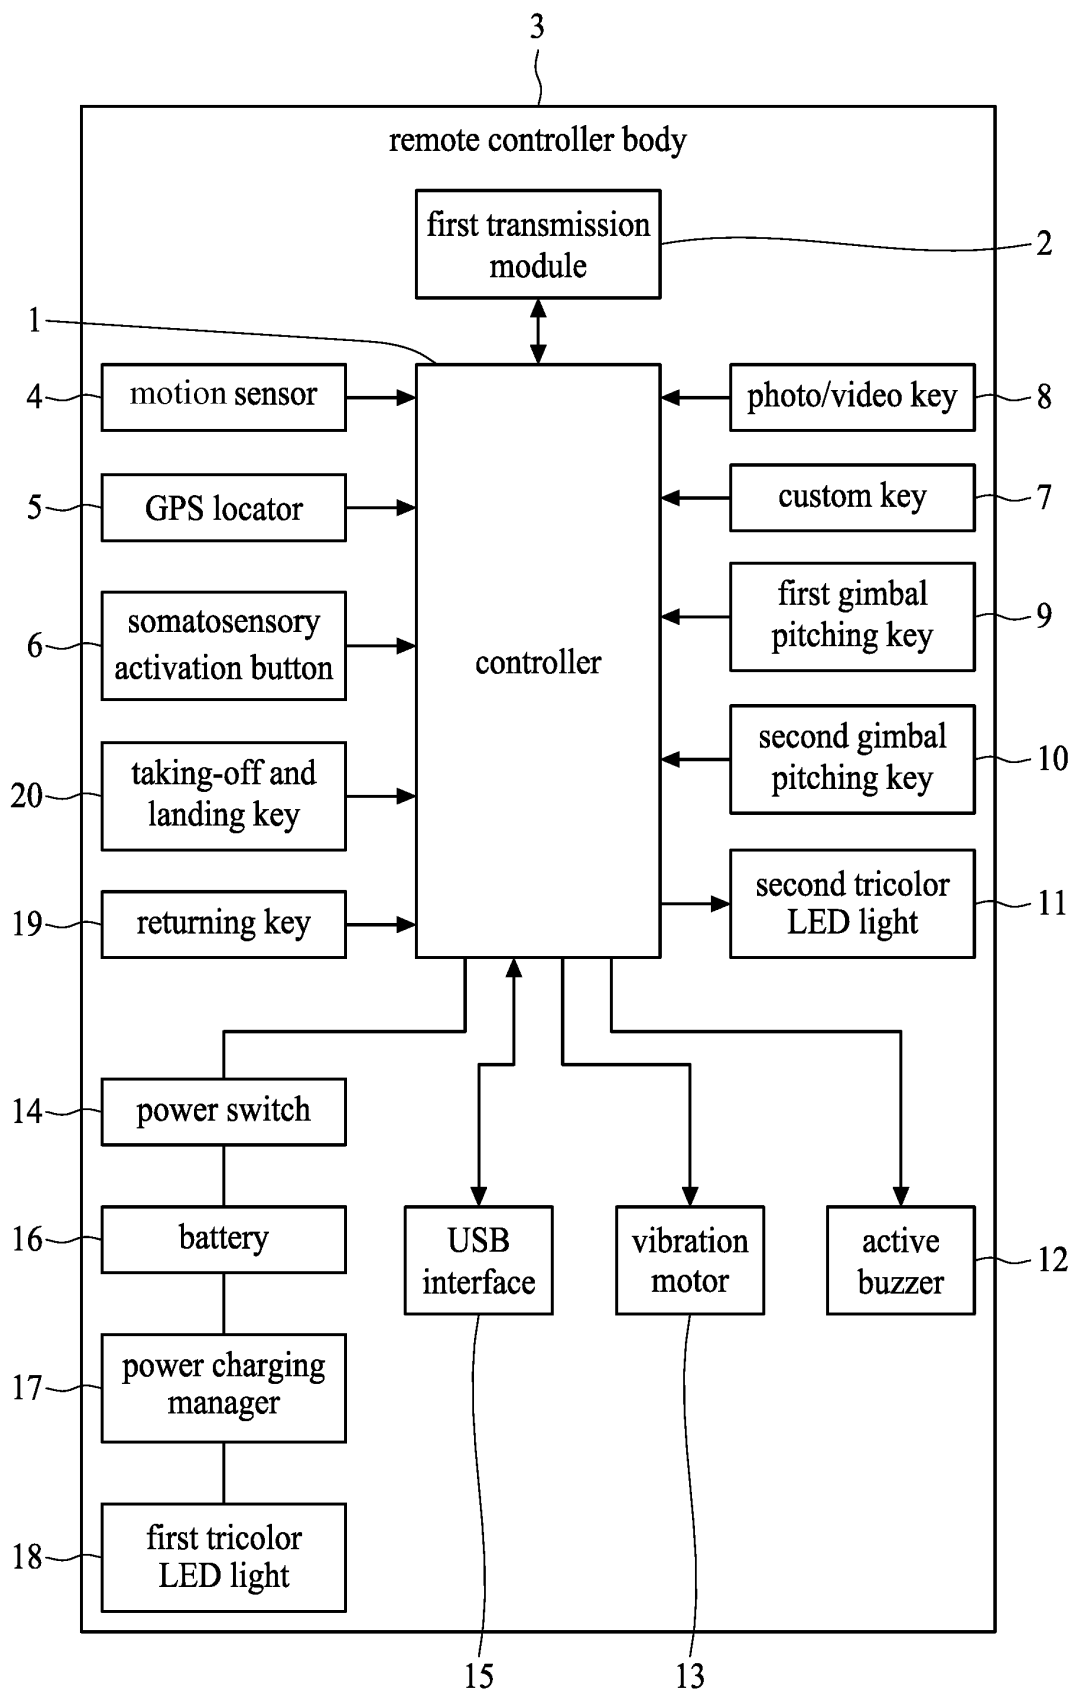 3
remote controller body
first transmission
module
2
1
motion sensor
4
photo/video key
8
GPS locator
5
custom key
7
somatosensory
activation button
6
first gimbal
pitching key
9
controller
second gimbal
pitching key
10
taking-off and
landing key
20
second tricolor
LED light
11
returning key
19
power switch
14
battery
16
USB
interface
vibration
motor
active
buzzer
12
power charging
manager
17
first tricolor
LED light
18
15
13